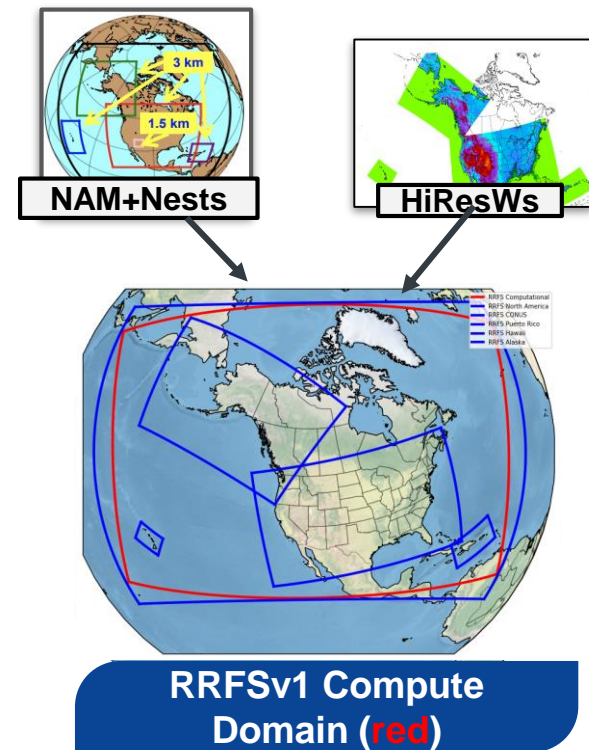 3 km
1.5 km
NAM+Nests
HiResWs
RRFS Computational
RRFS North America
RRFS CONUS
RRFS Puerto Rico
RRFS Hawaii
RRFS Alaska
RRFSv1 Compute
Domain (red)